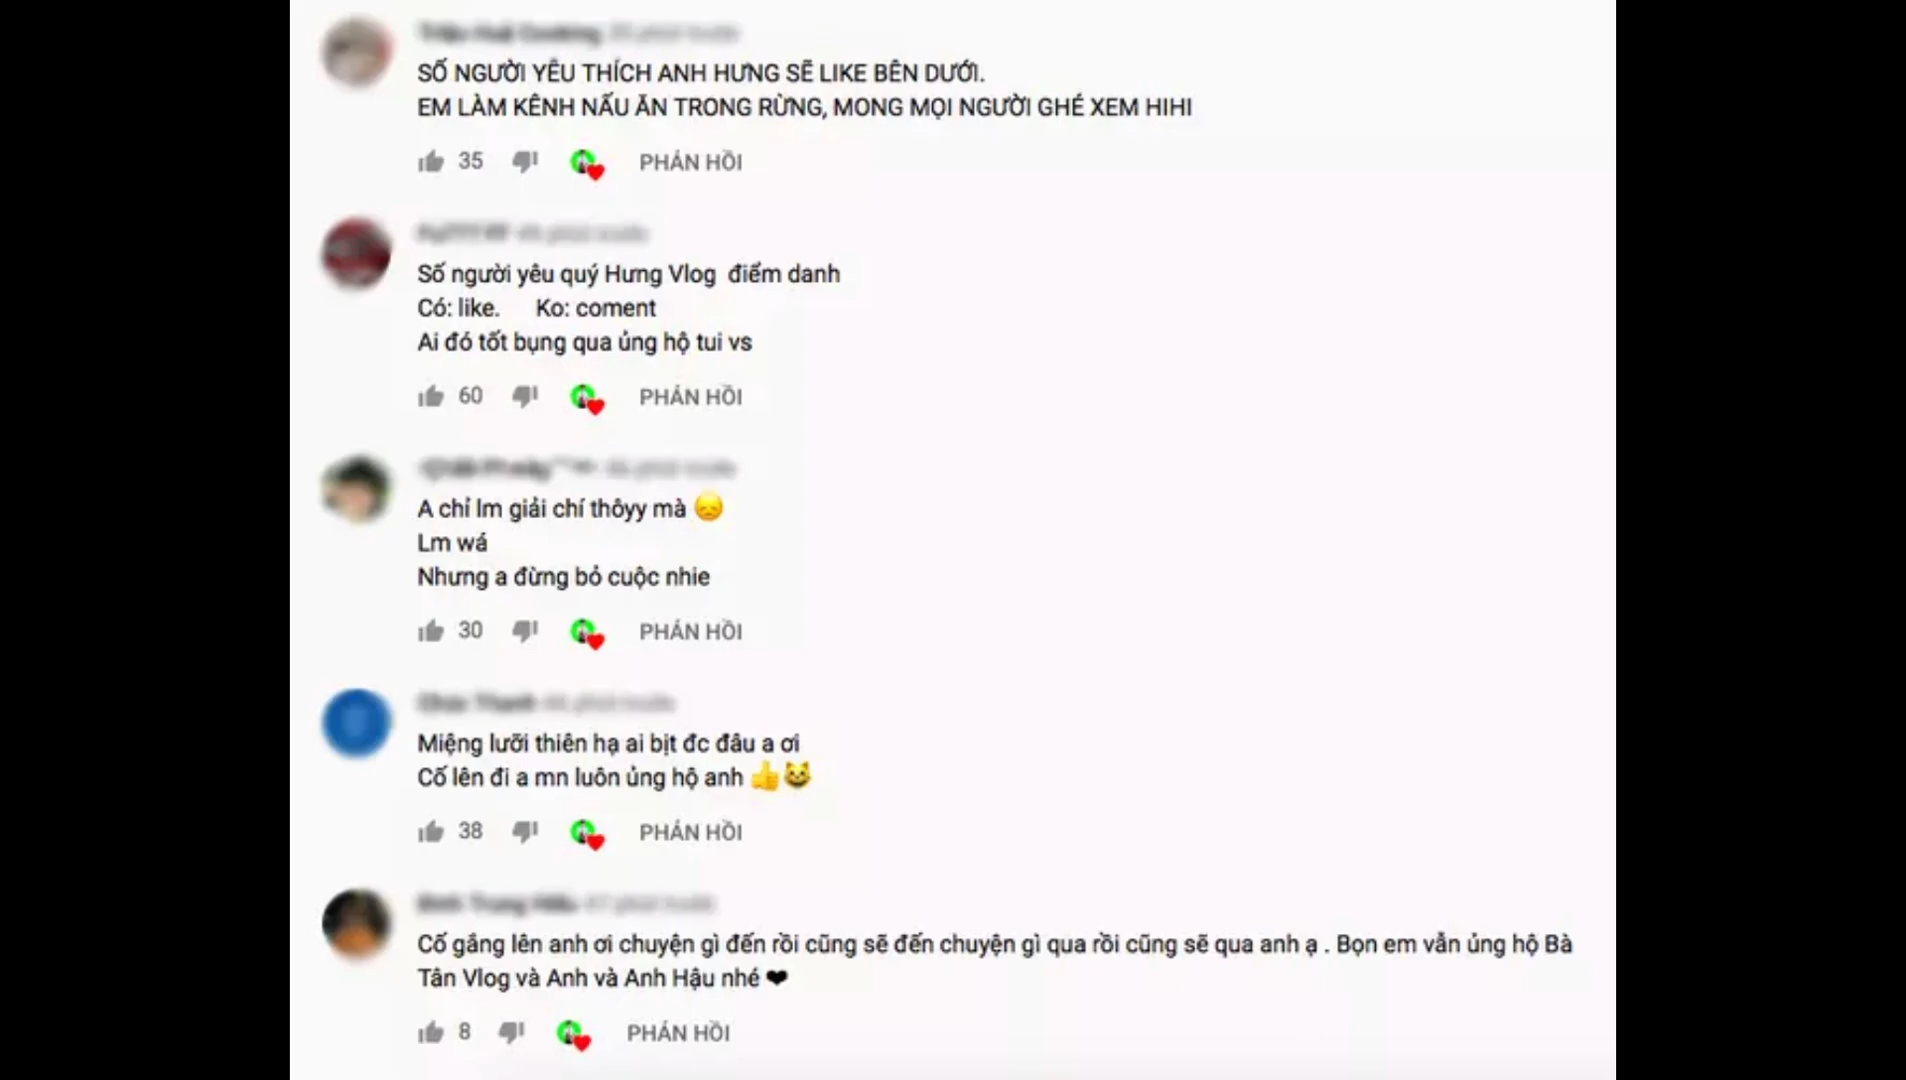 SỐ NGƯỜI YÊU THÍCH ANH HƯNG SẼ LIKE BÊN DƯỚI.
EM LÀM KÊNH NẤU ĂN TRONG RỪNG, MONG MỌI NGƯỜI GHÉ XEM HIHI
35 PHẢN HỒI
Số người yêu quý Hưng Vlog điểm danh
Có: like. Ko: coment
Ai đó tốt bụng qua ủng hộ tui vs
60 PHẢN HỒI
A chỉ lm giải chí thôyy mà 😞
Lm wá
Nhưng a đừng bỏ cuộc nhie
30 PHẢN HỒI
Miệng lưỡi thiên hạ ai bịt đc đâu a ơi
Cố lên đi a mn luôn ủng hộ anh 👍😺
38 PHẢN HỒI
Cố gắng lên anh ơi chuyện gì đến rồi cũng sẽ đến chuyện gì qua rồi cũng sẽ qua anh ạ . Bọn em vẫn ủng hộ Bà
Tân Vlog và Anh và Anh Hậu nhé ❤
8 PHẢN HỒI